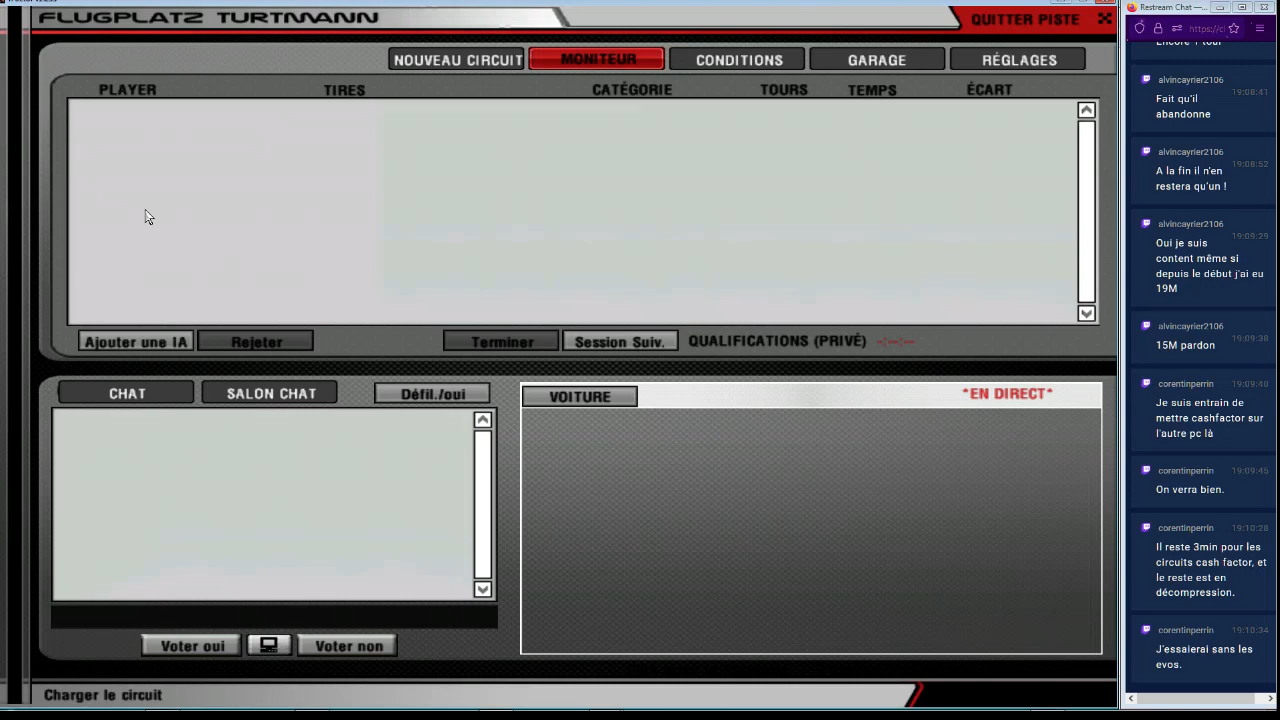 FLUGPLATZ TURTMANN
QUITTER PISTE
NOUVEAU CIRCUIT
MONITEUR
CONDITIONS
GARAGE
RÉGLAGES
PLAYER
TIRES
CATÉGORIE
TOURS
TEMPS
ÉCART
Ajouter une IA
Rejeter
Terminer
Session Suiv.
QUALIFICATIONS (PRIVÉ) -:--:--
CHAT
SALON CHAT
Défil./oui
VOITURE
*EN DIRECT*
Voter oui
Voter non
Charger le circuit
Restream Chat —...
https://c
Encore 1 tour
alvincayrier2106
19:08:41
Fait qu'il
abandonne
alvincayrier2106
19:08:52
A la fin il n'en
restera qu'un !
alvincayrier2106
19:09:29
Oui je suis
content même si
depuis le début j'ai eu
19M
alvincayrier2106
19:09:38
15M pardon
corentinperrin
19:09:40
Je suis entrain de
mettre cashfactor sur
l'autre pc là
corentinperrin
19:09:45
On verra bien.
corentinperrin
19:10:28
Il reste 3min pour les
circuits cash factor, et
le reste est en
décompression.
corentinperrin
19:10:34
J'essaierai sans les
evos.